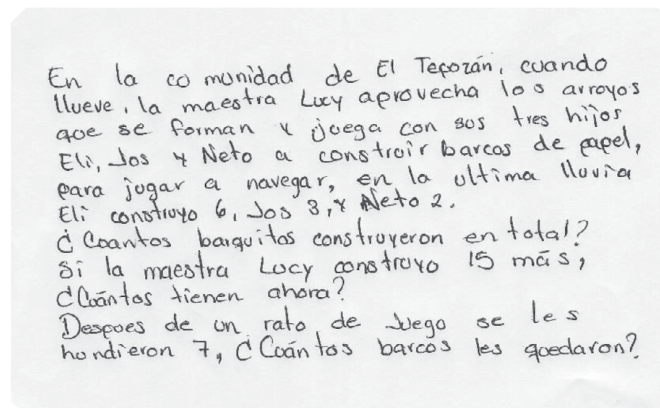 En la comunidad de El Tepozán, cuando
llueve, la maestra Lucy aprovecha los arroyos
que se forman y juega con sus tres hijos
Eli, Jos y Neto a construir barcos de papel,
para jugar a navegar, en la ultima lluvia
Eli construyo 6, Jos 3, y Neto 2.
¿Cuantos barquitos construyeron en total?
Si la maestra Lucy construyo 15 más,
¿Cuántos tienen ahora?
Despues de un rato de Juego se les
hundieron 7, ¿Cuántos barcos les quedaron?